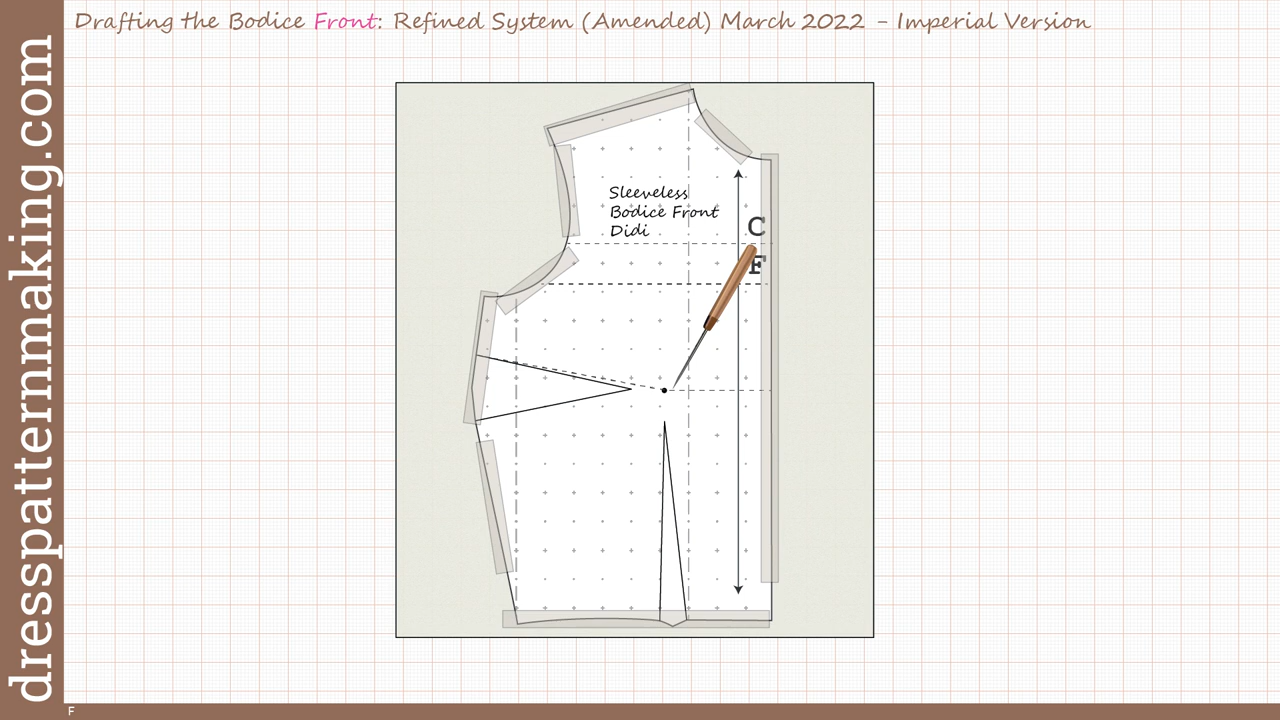 Drafting the Bodice Front: Refined System (Amended) March 2022 - Imperial Version
dresspatternmaking.com
Sleeveless
Bodice Front
Didi
C
F
F